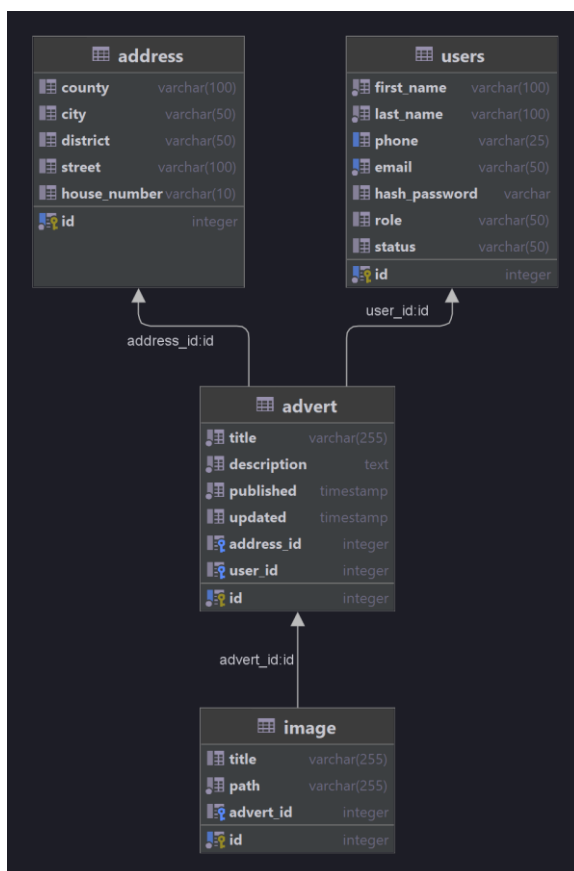 address
county varchar(100)
city varchar(50)
district varchar(50)
street varchar(100)
house_number varchar(10)
id integer
users
first_name varchar(100)
last_name varchar(100)
phone varchar(25)
email varchar(50)
hash_password varchar
role varchar(50)
status varchar(50)
id integer
address_id:id
user_id:id
advert
title varchar(255)
description text
published timestamp
updated timestamp
address_id integer
user_id integer
id integer
advert_id:id
image
title varchar(255)
path varchar(255)
advert_id integer
id integer